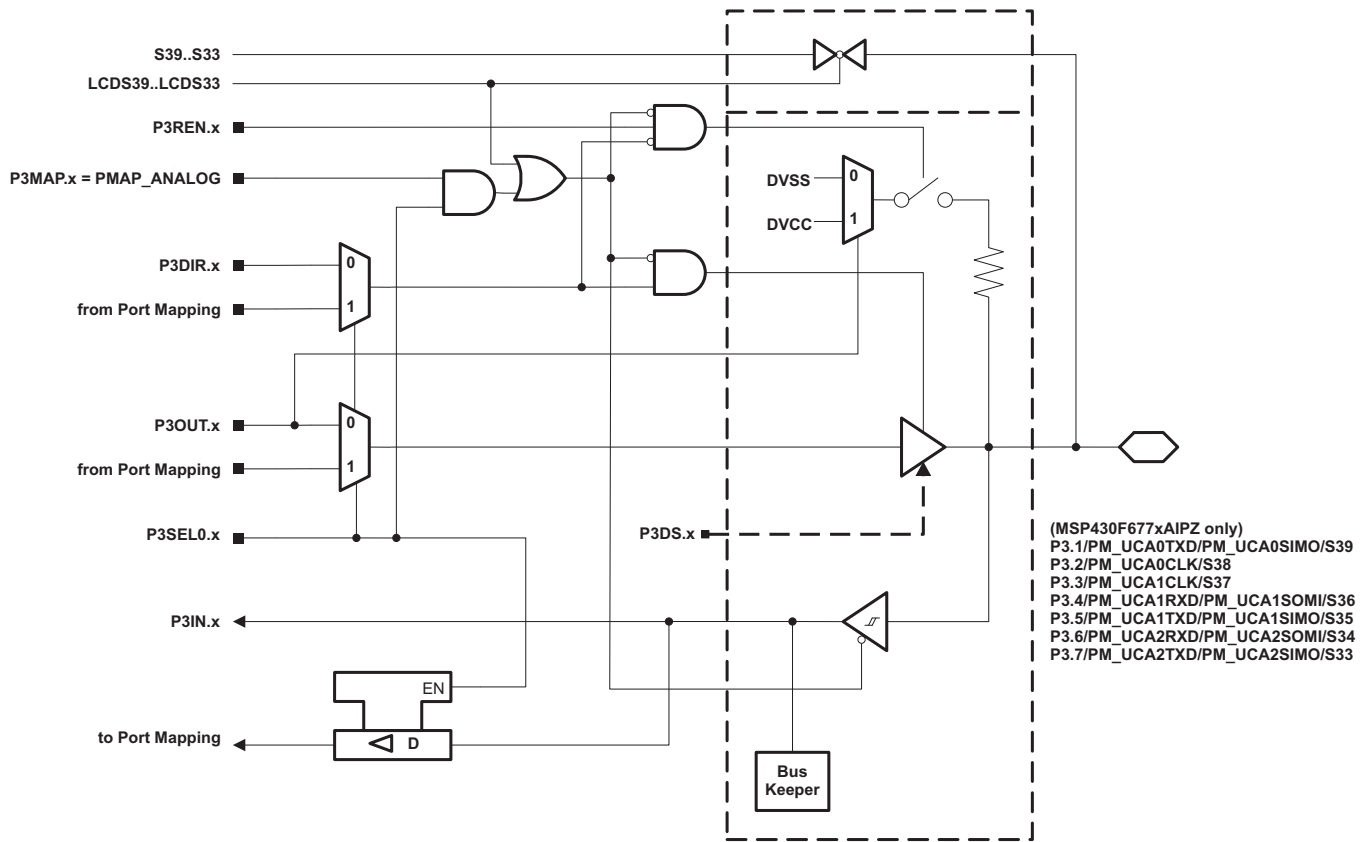 S39..S33
LCDS39..LCDS33
P3REN.x
P3MAP.x = PMAP_ANALOG
DVSS
0
DVCC
1
P3DIR.x
0
from Port Mapping
1
P3OUT.x
0
from Port Mapping
1
P3SEL0.x
P3DS.x
(MSP430F677xAIPZ only)
P3.1/PM_UCA0TXD/PM_UCA0SIMO/S39
P3.2/PM_UCA0CLK/S38
P3.3/PM_UCA1CLK/S37
P3.4/PM_UCA1RXD/PM_UCA1SOMI/S36
P3.5/PM_UCA1TXD/PM_UCA1SIMO/S35
P3.6/PM_UCA2RXD/PM_UCA2SOMI/S34
P3.7/PM_UCA2TXD/PM_UCA2SIMO/S33
P3IN.x
EN
to Port Mapping
D
Bus
Keeper